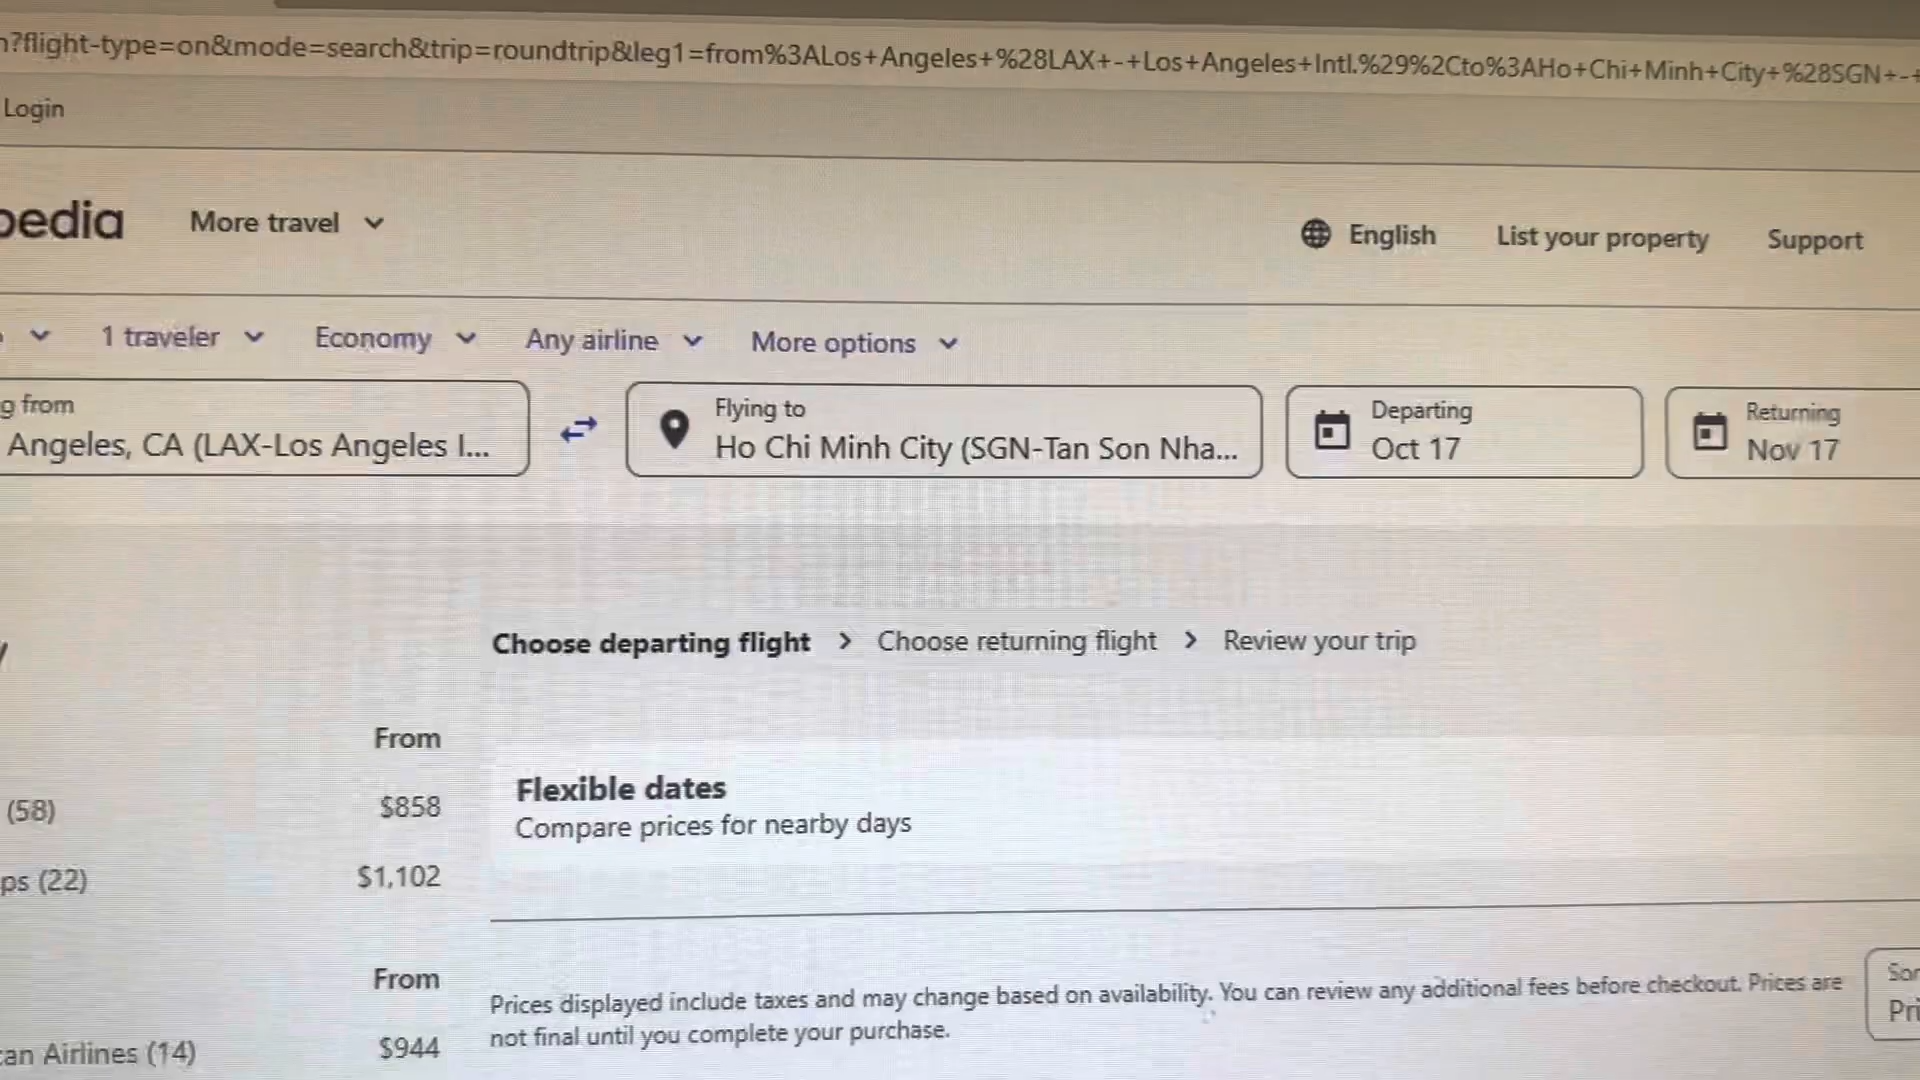 ?flight-type=on&mode=search&trip=roundtrip&leg1=from%3ALos+Angeles+%28LAX+-+Los+Angeles+Intl.%29%2Cto%3AHo+Chi+Minh+City+%28SGN+-+
Login
pedia More travel English List your property Support
1 traveler Economy Any airline More options
g from
Angeles, CA (LAX-Los Angeles I...
Flying to
Ho Chi Minh City (SGN-Tan Son Nha...
Departing
Oct 17
Returning
Nov 17
Choose departing flight > Choose returning flight > Review your trip
From
(58) $858
ps (22) $1,102
Flexible dates
Compare prices for nearby days
From
can Airlines (14) $944
Prices displayed include taxes and may change based on availability. You can review any additional fees before checkout. Prices are
not final until you complete your purchase.
Sor
Pri